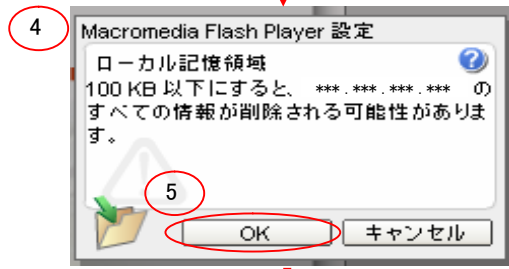 4
Macromedia Flash Player 設定
ローカル記憶領域
?
100 KB 以下にすると、 ***.***.***.*** の
すべての情報が削除される可能性がありま
す。
5
OK
キャンセル